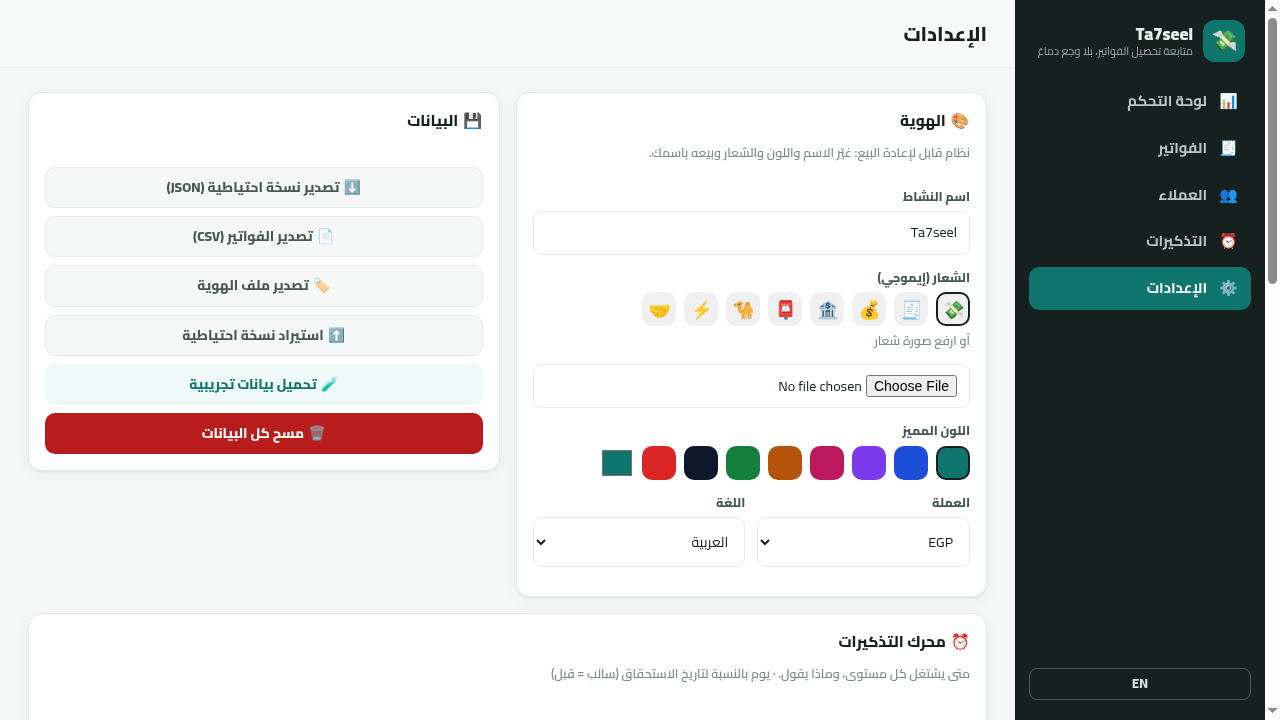 Ta7seel
متابعة تحصيل الفواتير، بلا وجع دماغ
لوحة التحكم
الفواتير
العملاء
التذكيرات
الإعدادات
EN
الإعدادات
الهوية
نظام قابل لإعادة البيع: غيّر الاسم واللون والشعار وبيعه باسمك.
اسم النشاط
Ta7seel
الشعار (إيموجي)
أو ارفع صورة شعار
Choose File No file chosen
اللون المميز
العملة
EGP
اللغة
العربية
البيانات
تصدير نسخة احتياطية (JSON)
تصدير الفواتير (CSV)
تصدير ملف الهوية
استيراد نسخة احتياطية
تحميل بيانات تجريبية
مسح كل البيانات
محرك التذكيرات
متى يشتغل كل مستوى، وماذا يقول. · يوم بالنسبة لتاريخ الاستحقاق (سالب = قبل)